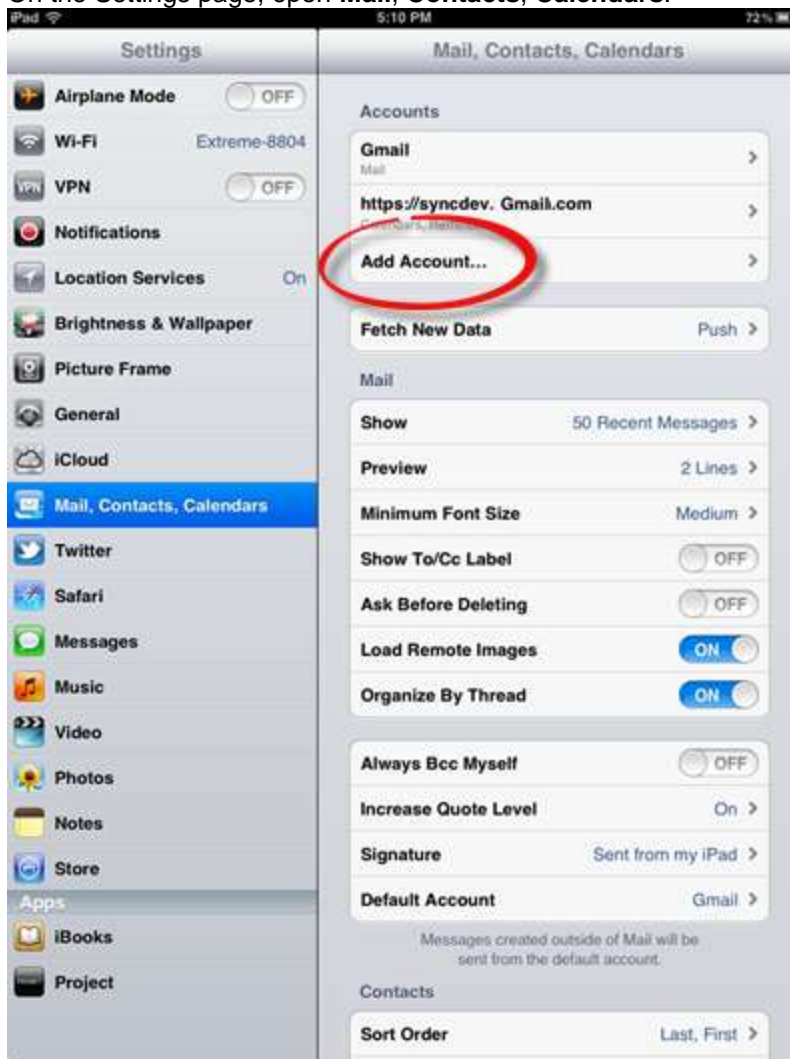 On the Settings page, open Mail, Contacts, Calendars.
iPad 5:10 PM 72%
Settings
Airplane Mode OFF
Wi-Fi Extreme-8804
VPN VPN OFF
Notifications
Location Services On
Brightness & Wallpaper
Picture Frame
General
iCloud
Mail, Contacts, Calendars
Twitter
Safari
Messages
Music
Video
Photos
Notes
Store
Apps
iBooks
Project
Mail, Contacts, Calendars
Accounts
Gmail
Mail
https://syncdev. Gmail.com
Calendars,
Add Account...
Fetch New Data Push
Mail
Show 50 Recent Messages
Preview 2 Lines
Minimum Font Size Medium
Show To/Cc Label OFF
Ask Before Deleting OFF
Load Remote Images ON
Organize By Thread ON
Always Bcc Myself OFF
Increase Quote Level On
Signature Sent from my iPad
Default Account Gmail
Messages created outside of Mail will be
sent from the default account.
Contacts
Sort Order Last, First